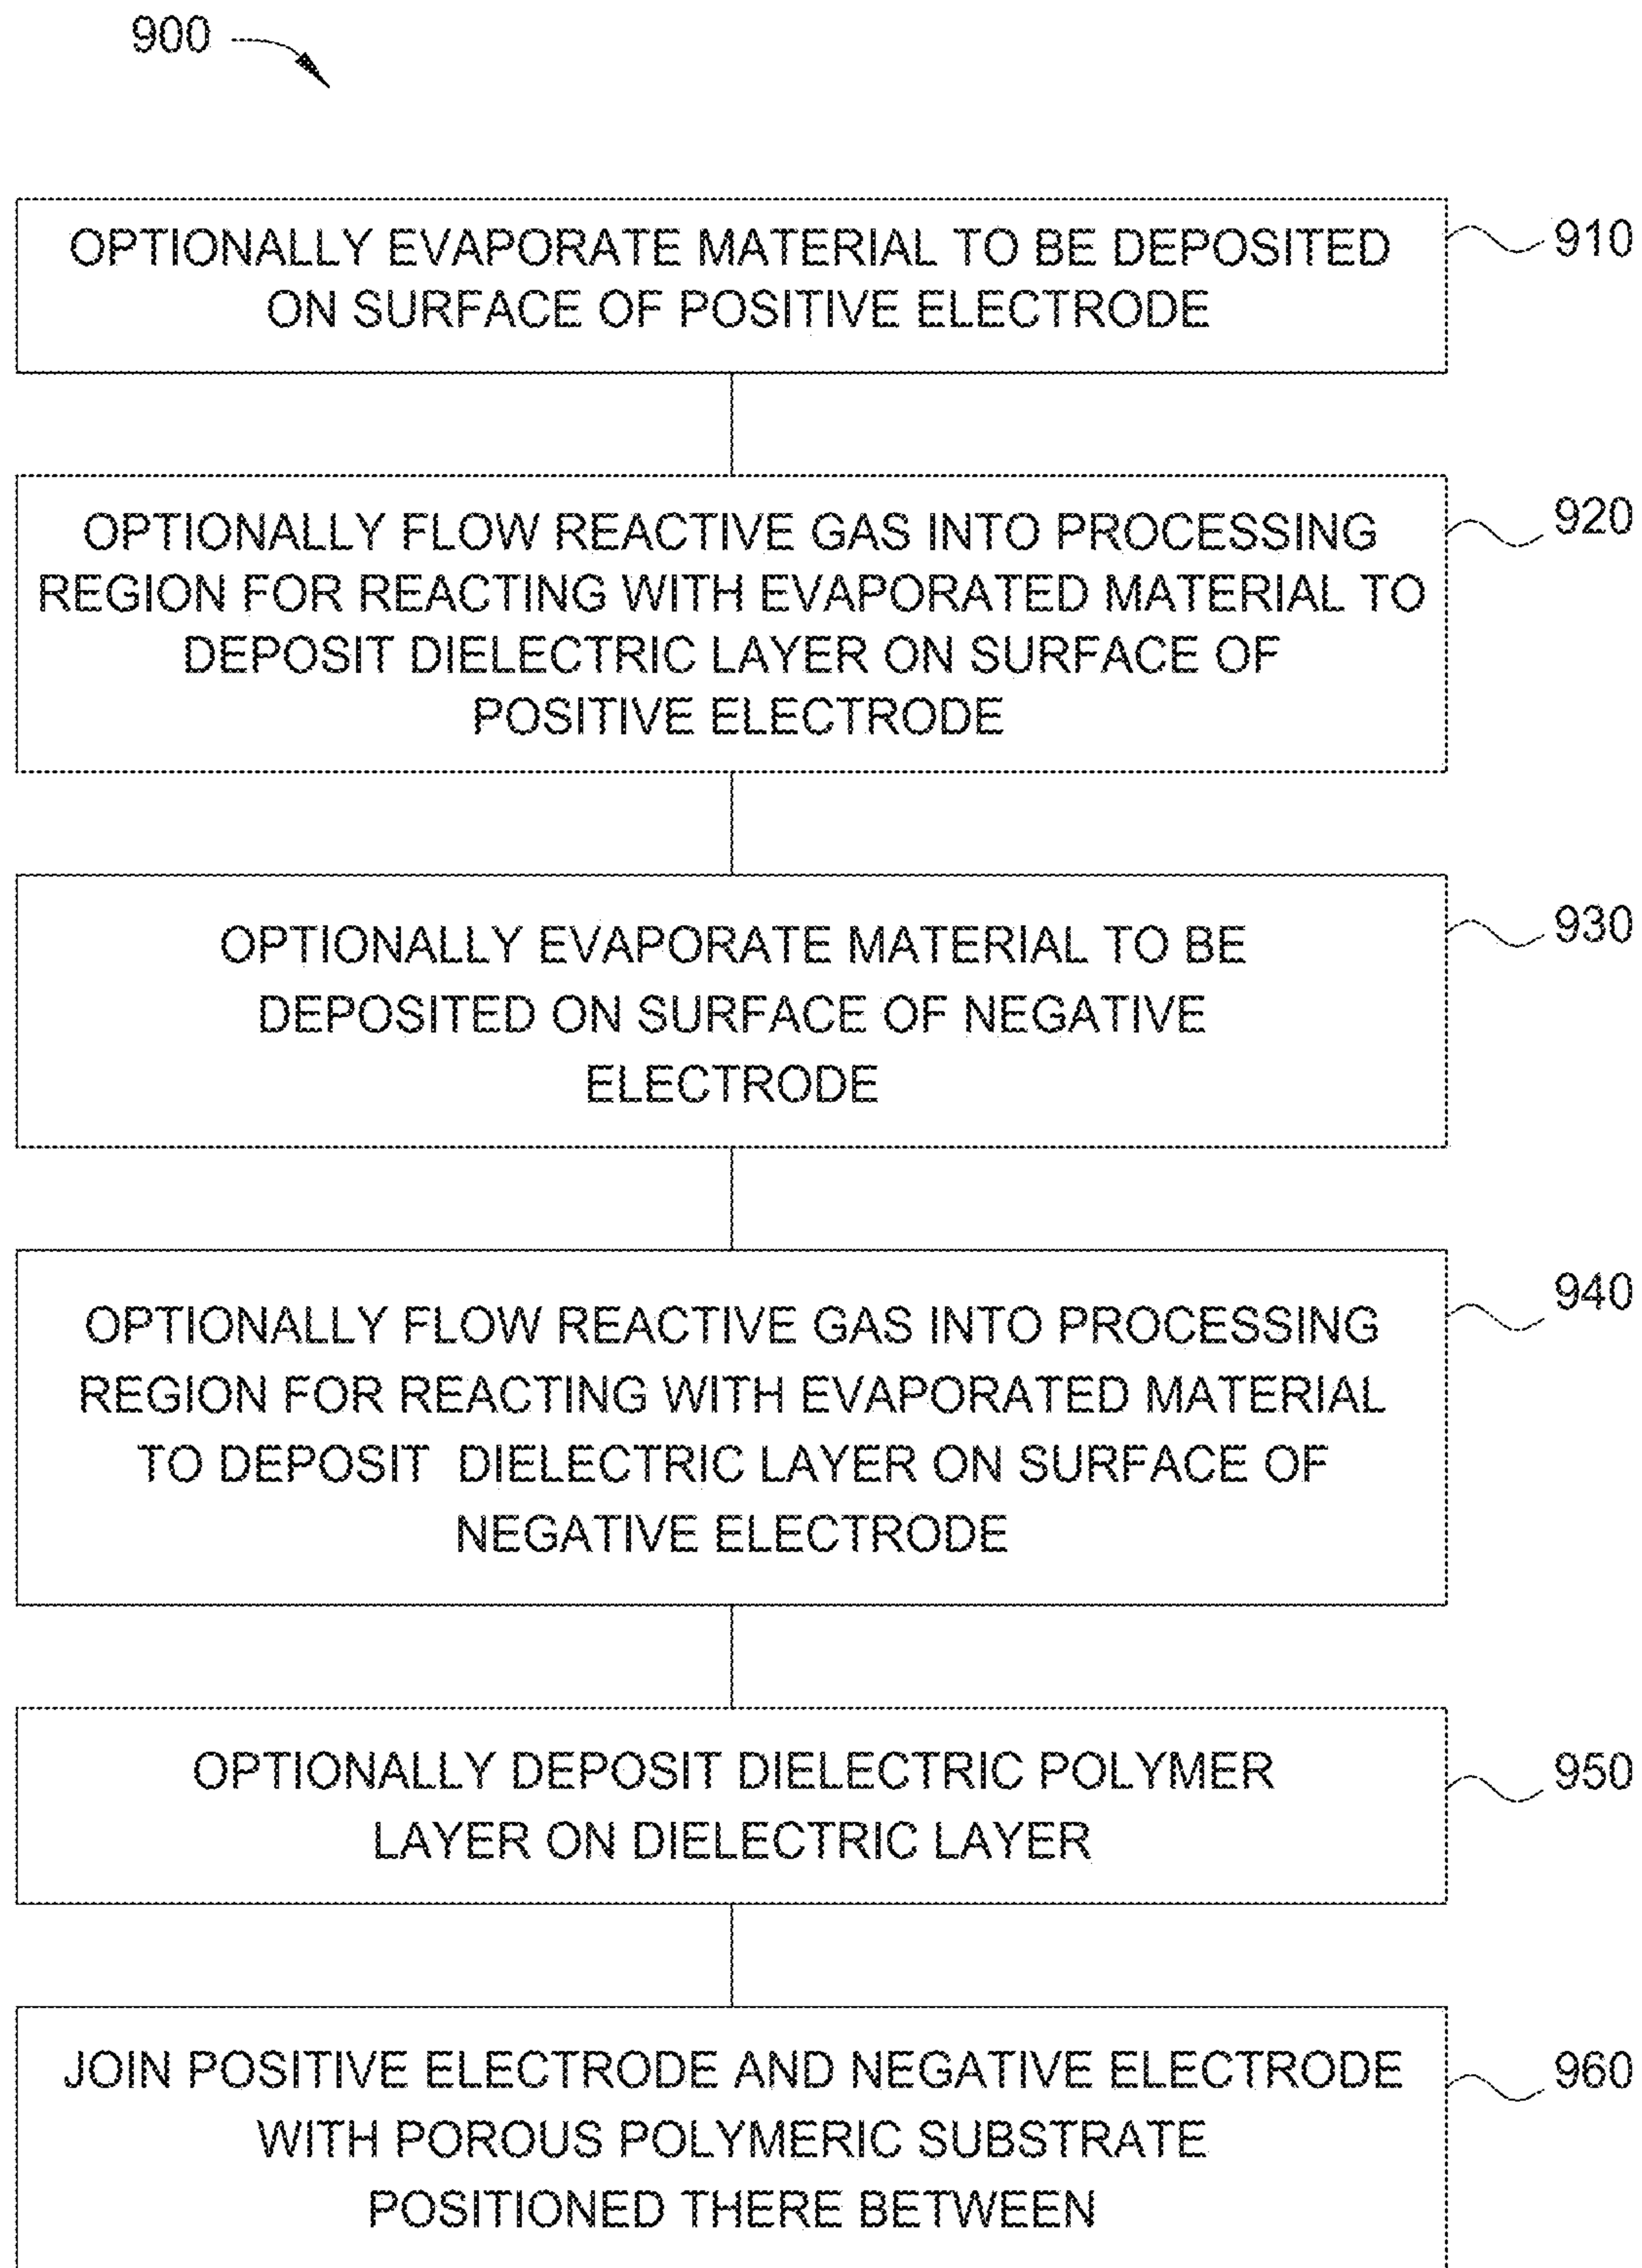 900
OPTIONALLY EVAPORATE MATERIAL TO BE DEPOSITED
ON SURFACE OF POSITIVE ELECTRODE
910
OPTIONALLY FLOW REACTIVE GAS INTO PROCESSING
REGION FOR REACTING WITH EVAPORATED MATERIAL TO
DEPOSIT DIELECTRIC LAYER ON SURFACE OF
POSITIVE ELECTRODE
920
OPTIONALLY EVAPORATE MATERIAL TO BE
DEPOSITED ON SURFACE OF NEGATIVE
ELECTRODE
930
OPTIONALLY FLOW REACTIVE GAS INTO PROCESSING
REGION FOR REACTING WITH EVAPORATED MATERIAL
TO DEPOSIT DIELECTRIC LAYER ON SURFACE OF
NEGATIVE ELECTRODE
940
OPTIONALLY DEPOSIT DIELECTRIC POLYMER
LAYER ON DIELECTRIC LAYER
950
JOIN POSITIVE ELECTRODE AND NEGATIVE ELECTRODE
WITH POROUS POLYMERIC SUBSTRATE
POSITIONED THERE BETWEEN
960